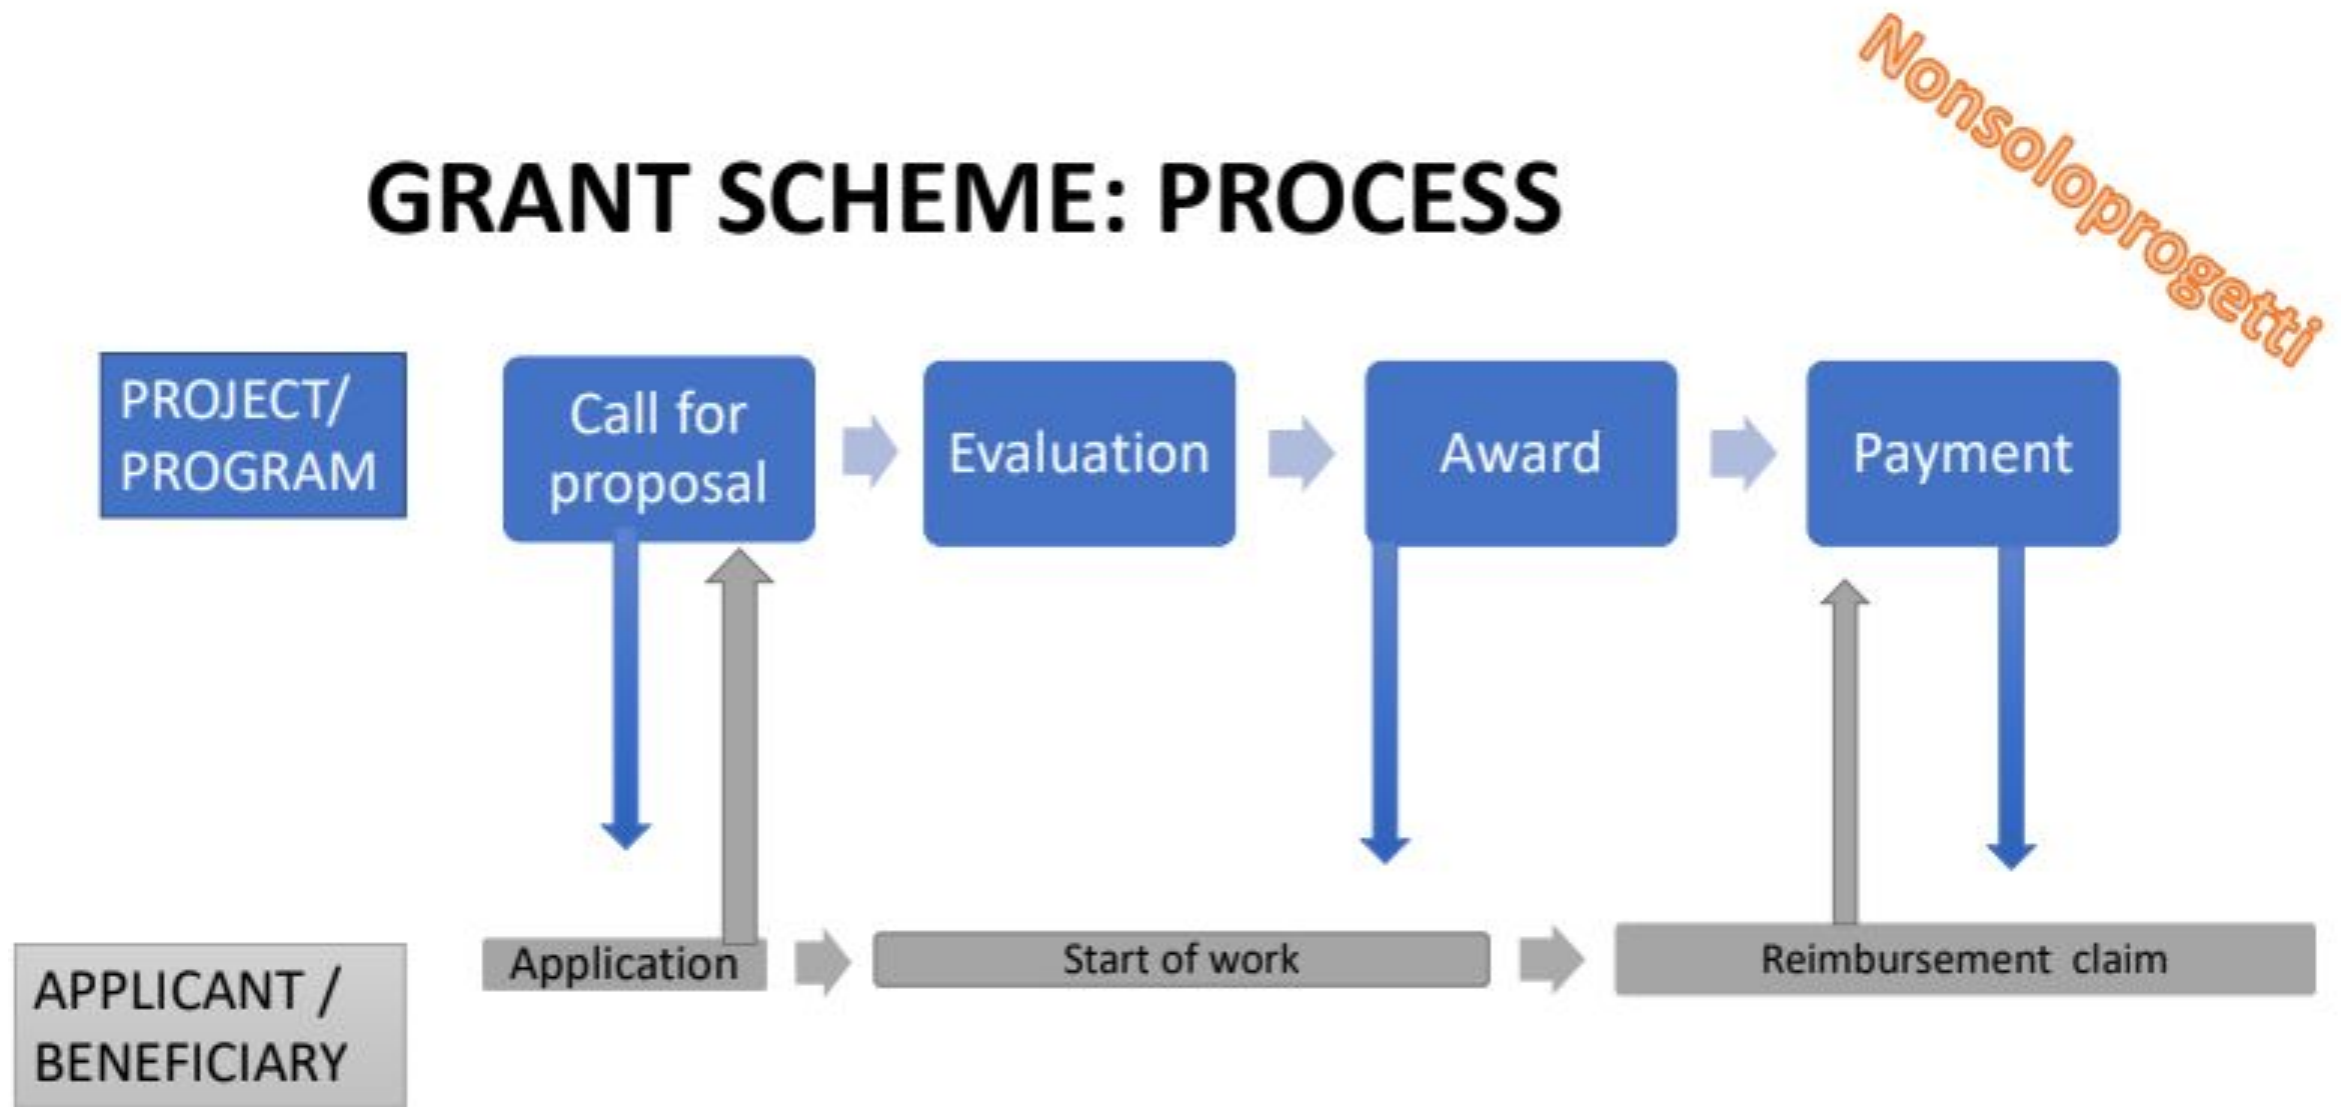 Nonsoloprogetti
GRANT SCHEME: PROCESS
PROJECT/
PROGRAM
Call for
proposal
Evaluation
Award
Payment
Application
Start of work
Reimbursement claim
APPLICANT /
BENEFICIARY